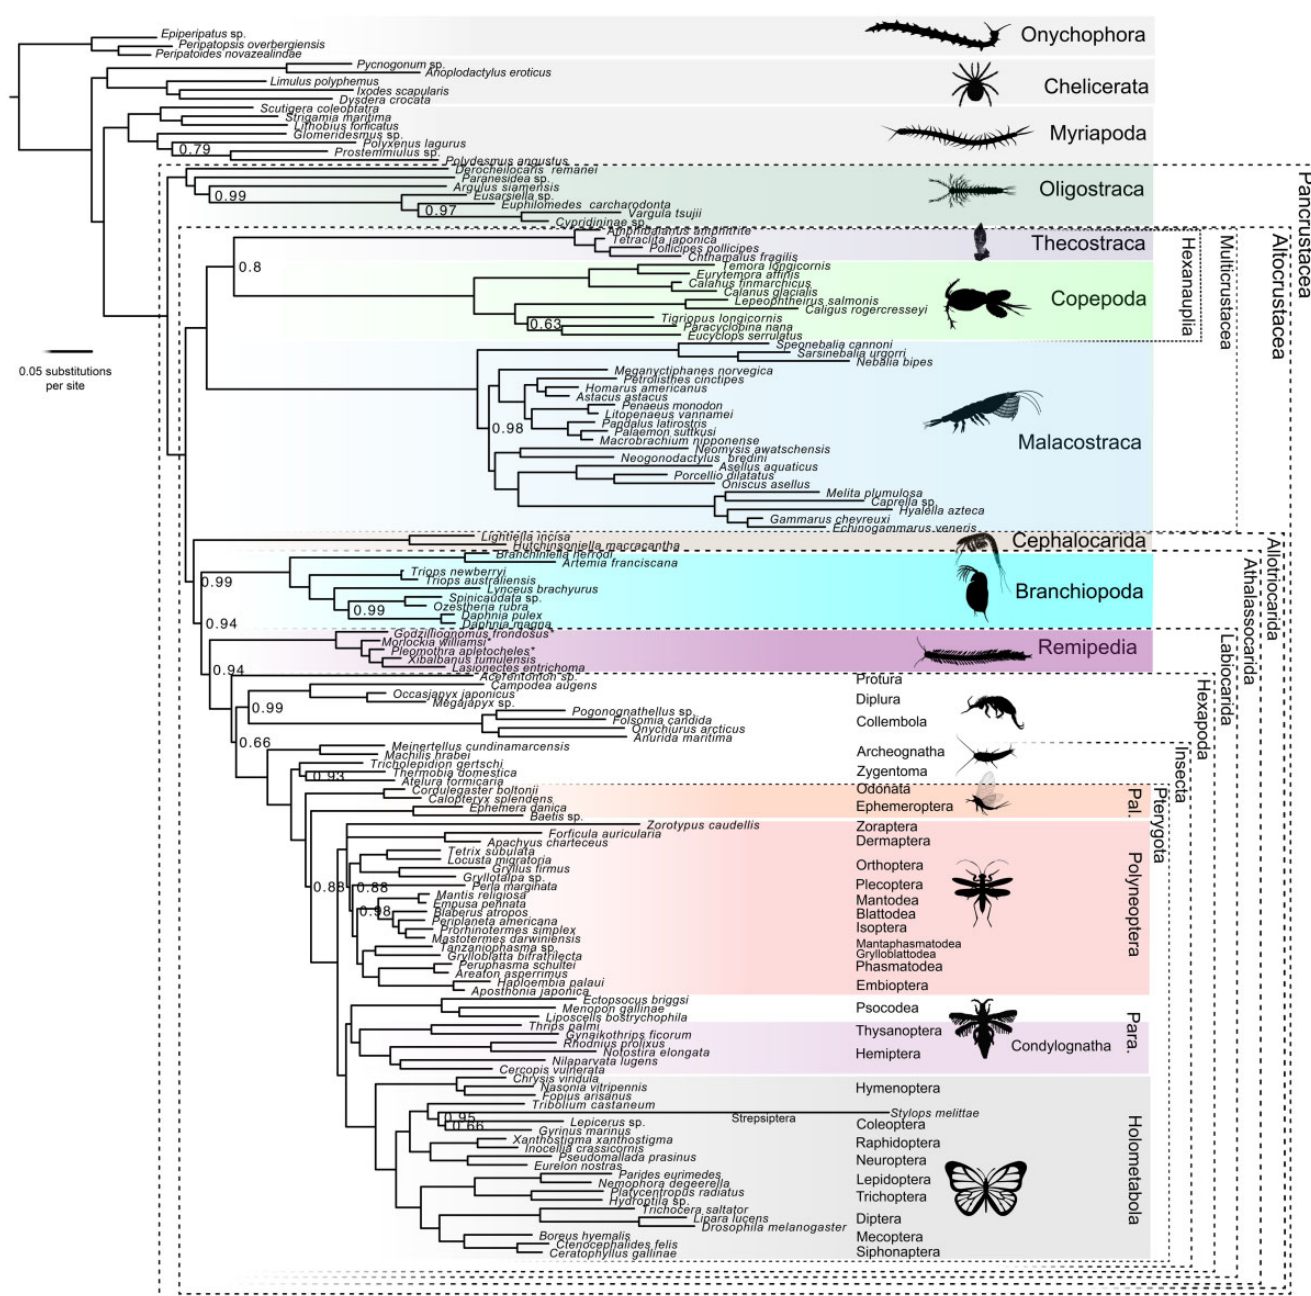 Epiperipatus sp.
Peripatopsis overbergiensis
Peripatoides novazealindae
Onychophora
Pycnogonum sp.
Anoplodactylus eroticus
Limulus polyphemus
Ixodes scapularis
Dysdera crocata
Chelicerata
Scutigera coleoptatra
Strigamia maritima
Lithobius forficatus
Glomeridesmus sp.
Polyxenus lagurus
0.79
Prostemmiulus sp.
Polydesmus angustus
Myriapoda
Derocheilocaris remanei
Paranesidea sp.
Argulus siamensis
0.99
Eusarsiella sp.
Euphilomedes carcharodonta
0.97
Vargula tsujii
Cypridininae sp.
Oligostraca
Pancrustacea
Amphibalanus amphitrite
Tetraclita japonica
Pollicipes pollicipes
Chthamalus fragilis
Thecostraca
0.8
Temora longicornis
Eurytemora affinis
Calanus finmarchicus
Calanus glacialis
Lepeophtheirus salmonis
Caligus rogercresseyi
Tigriopus longicornis
0.63
Paracyclopina nana
Eucyclops serrulatus
Copepoda
Hexanauplia
Multicrustacea
Altocrustacea
0.05 substitutions
per site
Speonebalia cannoni
Sarsinebalia urgorri
Nebalia bipes
Meganyctiphanes norvegica
Petrolisthes cinctipes
Homarus americanus
Astacus astacus
Penaeus monodon
Litopenaeus vannamei
Pandalus latirostris
0.98
Palaemon suttkusi
Macrobrachium nipponense
Neomysis awatschensis
Neogonodactylus bredini
Asellus aquaticus
Porcellio dilatatus
Oniscus asellus
Melita plumulosa
Caprella sp.
Hyalella azteca
Gammarus chevreuxi
Echinogammarus veneris
Malacostraca
Lightiella incisa
Hutchinsoniella macracantha
Cephalocarida
Branchinella herrodi
Artemia franciscana
0.99
Triops newberryi
Triops australiensis
Lynceus brachyurus
Spinicaudata sp.
0.99
Ozestheria rubra
Daphnia pulex
Daphnia magna
Branchiopoda
Allotriocarida
Athalassocarida
0.94
Godzilliognomus frondosus*
Morlockia williamsi*
Pleomothra apletocheles*
Xibalbanus tumulensis
Lasionectes entrichoma
Remipedia
Labiocarida
0.94
Acerentomon sp.
Protura
Campodea augens
Occasjapyx japonicus
Megajapyx sp.
Diplura
0.99
Pogonognathellus sp.
Folsomia candida
Onychiurus arcticus
Anurida maritima
Collembola
Hexapoda
0.66
Meinertellus cundinamarcensis
Machilis hrabei
Archeognatha
Tricholepidion gertschi
Thermobia domestica
0.93
Atelura formicaria
Zygentoma
Insecta
Cordulegaster boltonii
Calopteryx splendens
Odonata
Ephemera danica
Baetis sp.
Ephemeroptera
Pal.
Pterygota
Zorotypus caudellis
Zoraptera
Forficula auricularia
Apachyus charteceus
Dermaptera
Tetrix subulata
Locusta migratoria
Gryllus firmus
Gryllotalpa sp.
Orthoptera
0.88
0.88
Perla marginata
Plecoptera
Mantis religiosa
Empusa pennata
Mantodea
0.98
Blaberus atropos
Periplaneta americana
Blattodea
Prorhinotermes simplex
Mastotermes darwiniensis
Isoptera
Tanzaniophasma sp.
Mantaphasmatodea
Grylloblatta bifratrilecta
Grylloblattodea
Peruphasma schultei
Areaton asperrimus
Phasmatodea
Haploembia palaui
Aposthonia japonica
Embioptera
Polyneoptera
Ectopsocus briggsi
Menopon gallinae
Liposcelis bostrychophila
Psocodea
Thrips palmi
Gynaikothrips ficorum
Thysanoptera
Rhodnius prolixus
Notostira elongata
Nilaparvata lugens
Cercopis vulnerata
Hemiptera
Condylognatha
Para.
Chrysis viridula
Nasonia vitripennis
Fopius arisanus
Hymenoptera
Tribolium castaneum
0.95
Strepsiptera
Stylops melittae
0.66
Lepicerus sp.
Gyrinus marinus
Coleoptera
Xanthostigma xanthostigma
Inocellia crassicornis
Raphidoptera
Pseudomallada prasinus
Eurelon nostras
Neuroptera
Parides eurimedes
Nemophora degeerella
Lepidoptera
Platycentropus radiatus
Hydroptila sp.
Trichoptera
Trichocera saltator
Lipara lucens
Drosophila melanogaster
Diptera
Boreus hyemalis
Mecoptera
Ctenocephalides felis
Ceratophyllus gallinae
Siphonaptera
Holometabola